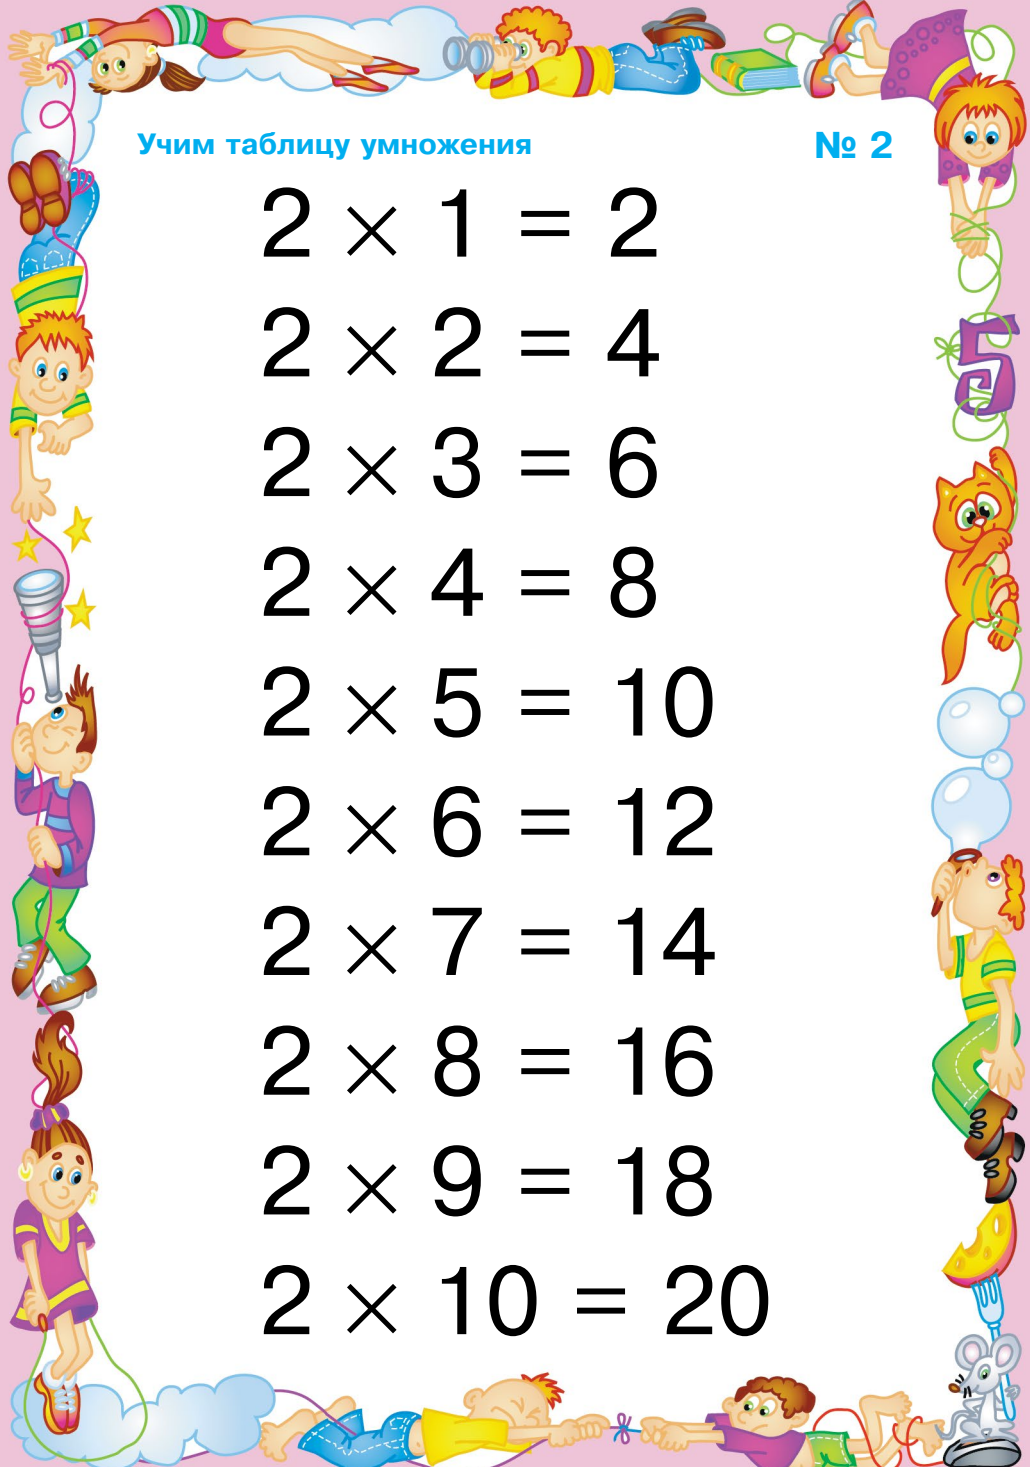 Учим таблицу умножения № 2
2 × 1 = 2
2 × 2 = 4
2 × 3 = 6
2 × 4 = 8
2 × 5 = 10
2 × 6 = 12
2 × 7 = 14
2 × 8 = 16
2 × 9 = 18
2 × 10 = 20
5